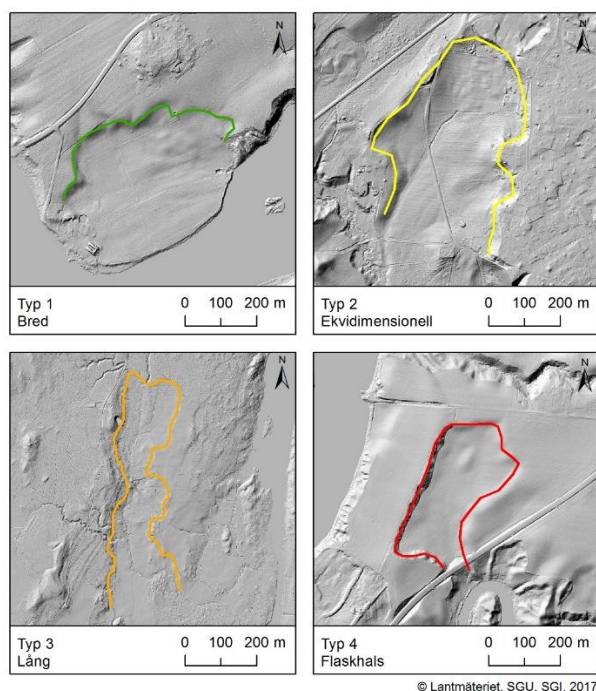 N
Typ 1
Bred
0 100 200 m
N
Typ 2
Ekvidimensionell
0 100 200 m
N
Typ 3
Lång
0 100 200 m
N
Typ 4
Flaskhals
0 100 200 m
© Lantmäteriet, SGU, SGI, 2017